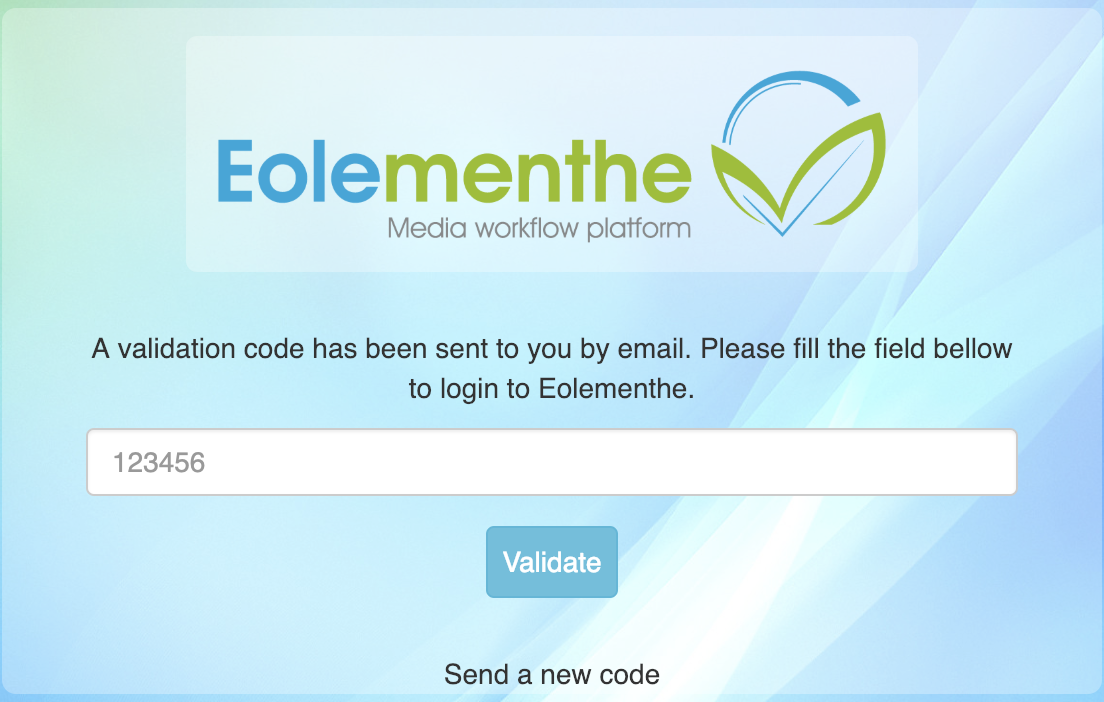 Eolementhe
Media workflow platform
A validation code has been sent to you by email. Please fill the field bellow
to login to Eolementhe.
123456
Validate
Send a new code